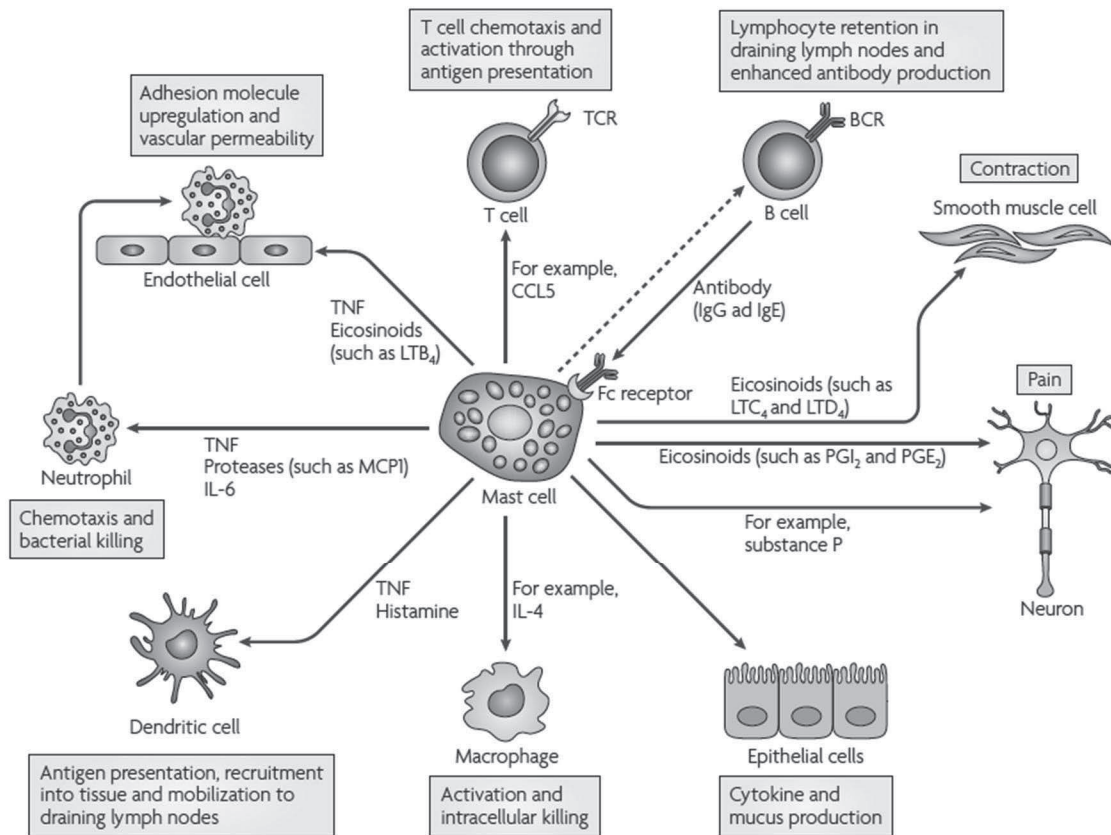 T cell chemotaxis and
activation through
antigen presentation
Lymphocyte retention in
draining lymph nodes and
enhanced antibody production
Adhesion molecule
upregulation and
vascular permeability
TCR
BCR
Contraction
T cell
B cell
Smooth muscle cell
Endothelial cell
For example,
CCL5
Antibody
(IgG ad IgE)
TNF
Eicosinoids
(such as LTB₄)
Fc receptor
Eicosinoids (such as
LTC₄ and LTD₄)
Pain
TNF
Proteases (such as MCP1)
IL-6
Eicosinoids (such as PGI₂ and PGE₂)
Neutrophil
Mast cell
Chemotaxis and
bacterial killing
For example,
substance P
TNF
Histamine
For example,
IL-4
Neuron
Dendritic cell
Macrophage
Epithelial cells
Antigen presentation, recruitment
into tissue and mobilization to
draining lymph nodes
Activation and
intracellular killing
Cytokine and
mucus production